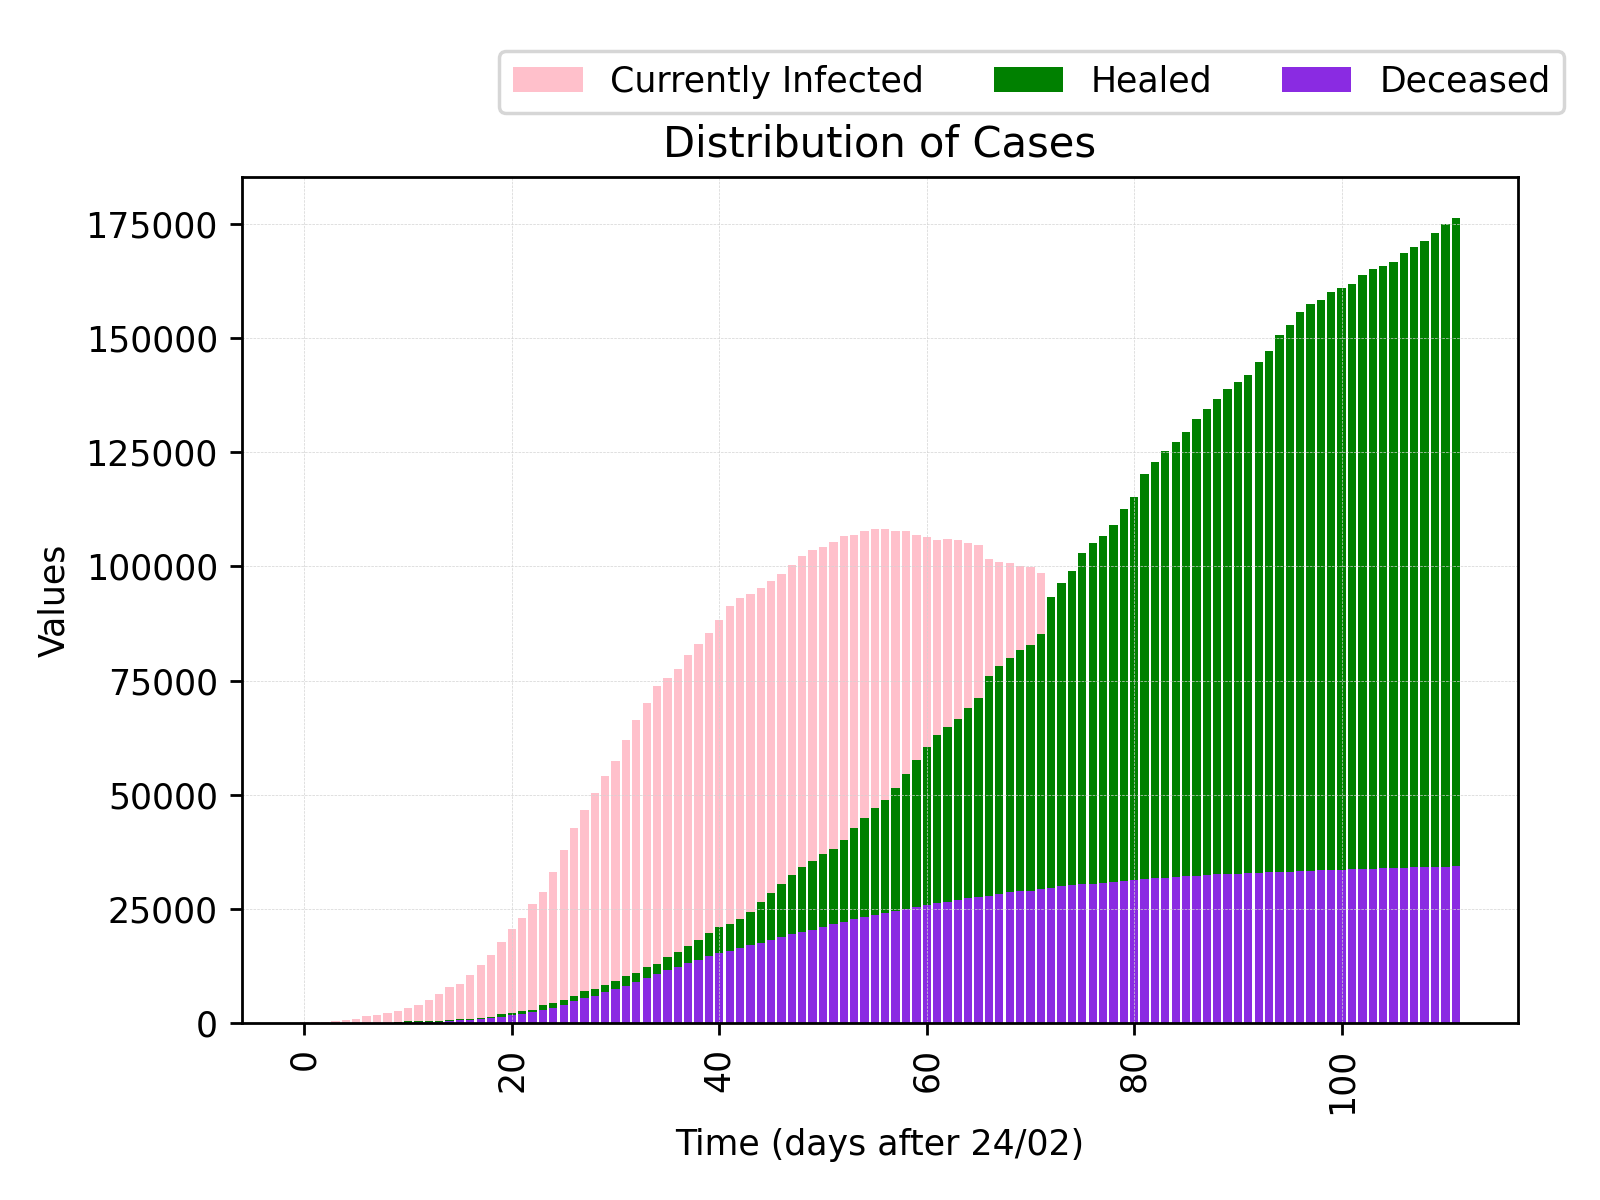 Currently Infected Healed Deceased
Distribution of Cases
Values
175000
150000
125000
100000
75000
50000
25000
0
0 20 40 60 80 100
Time (days after 24/02)